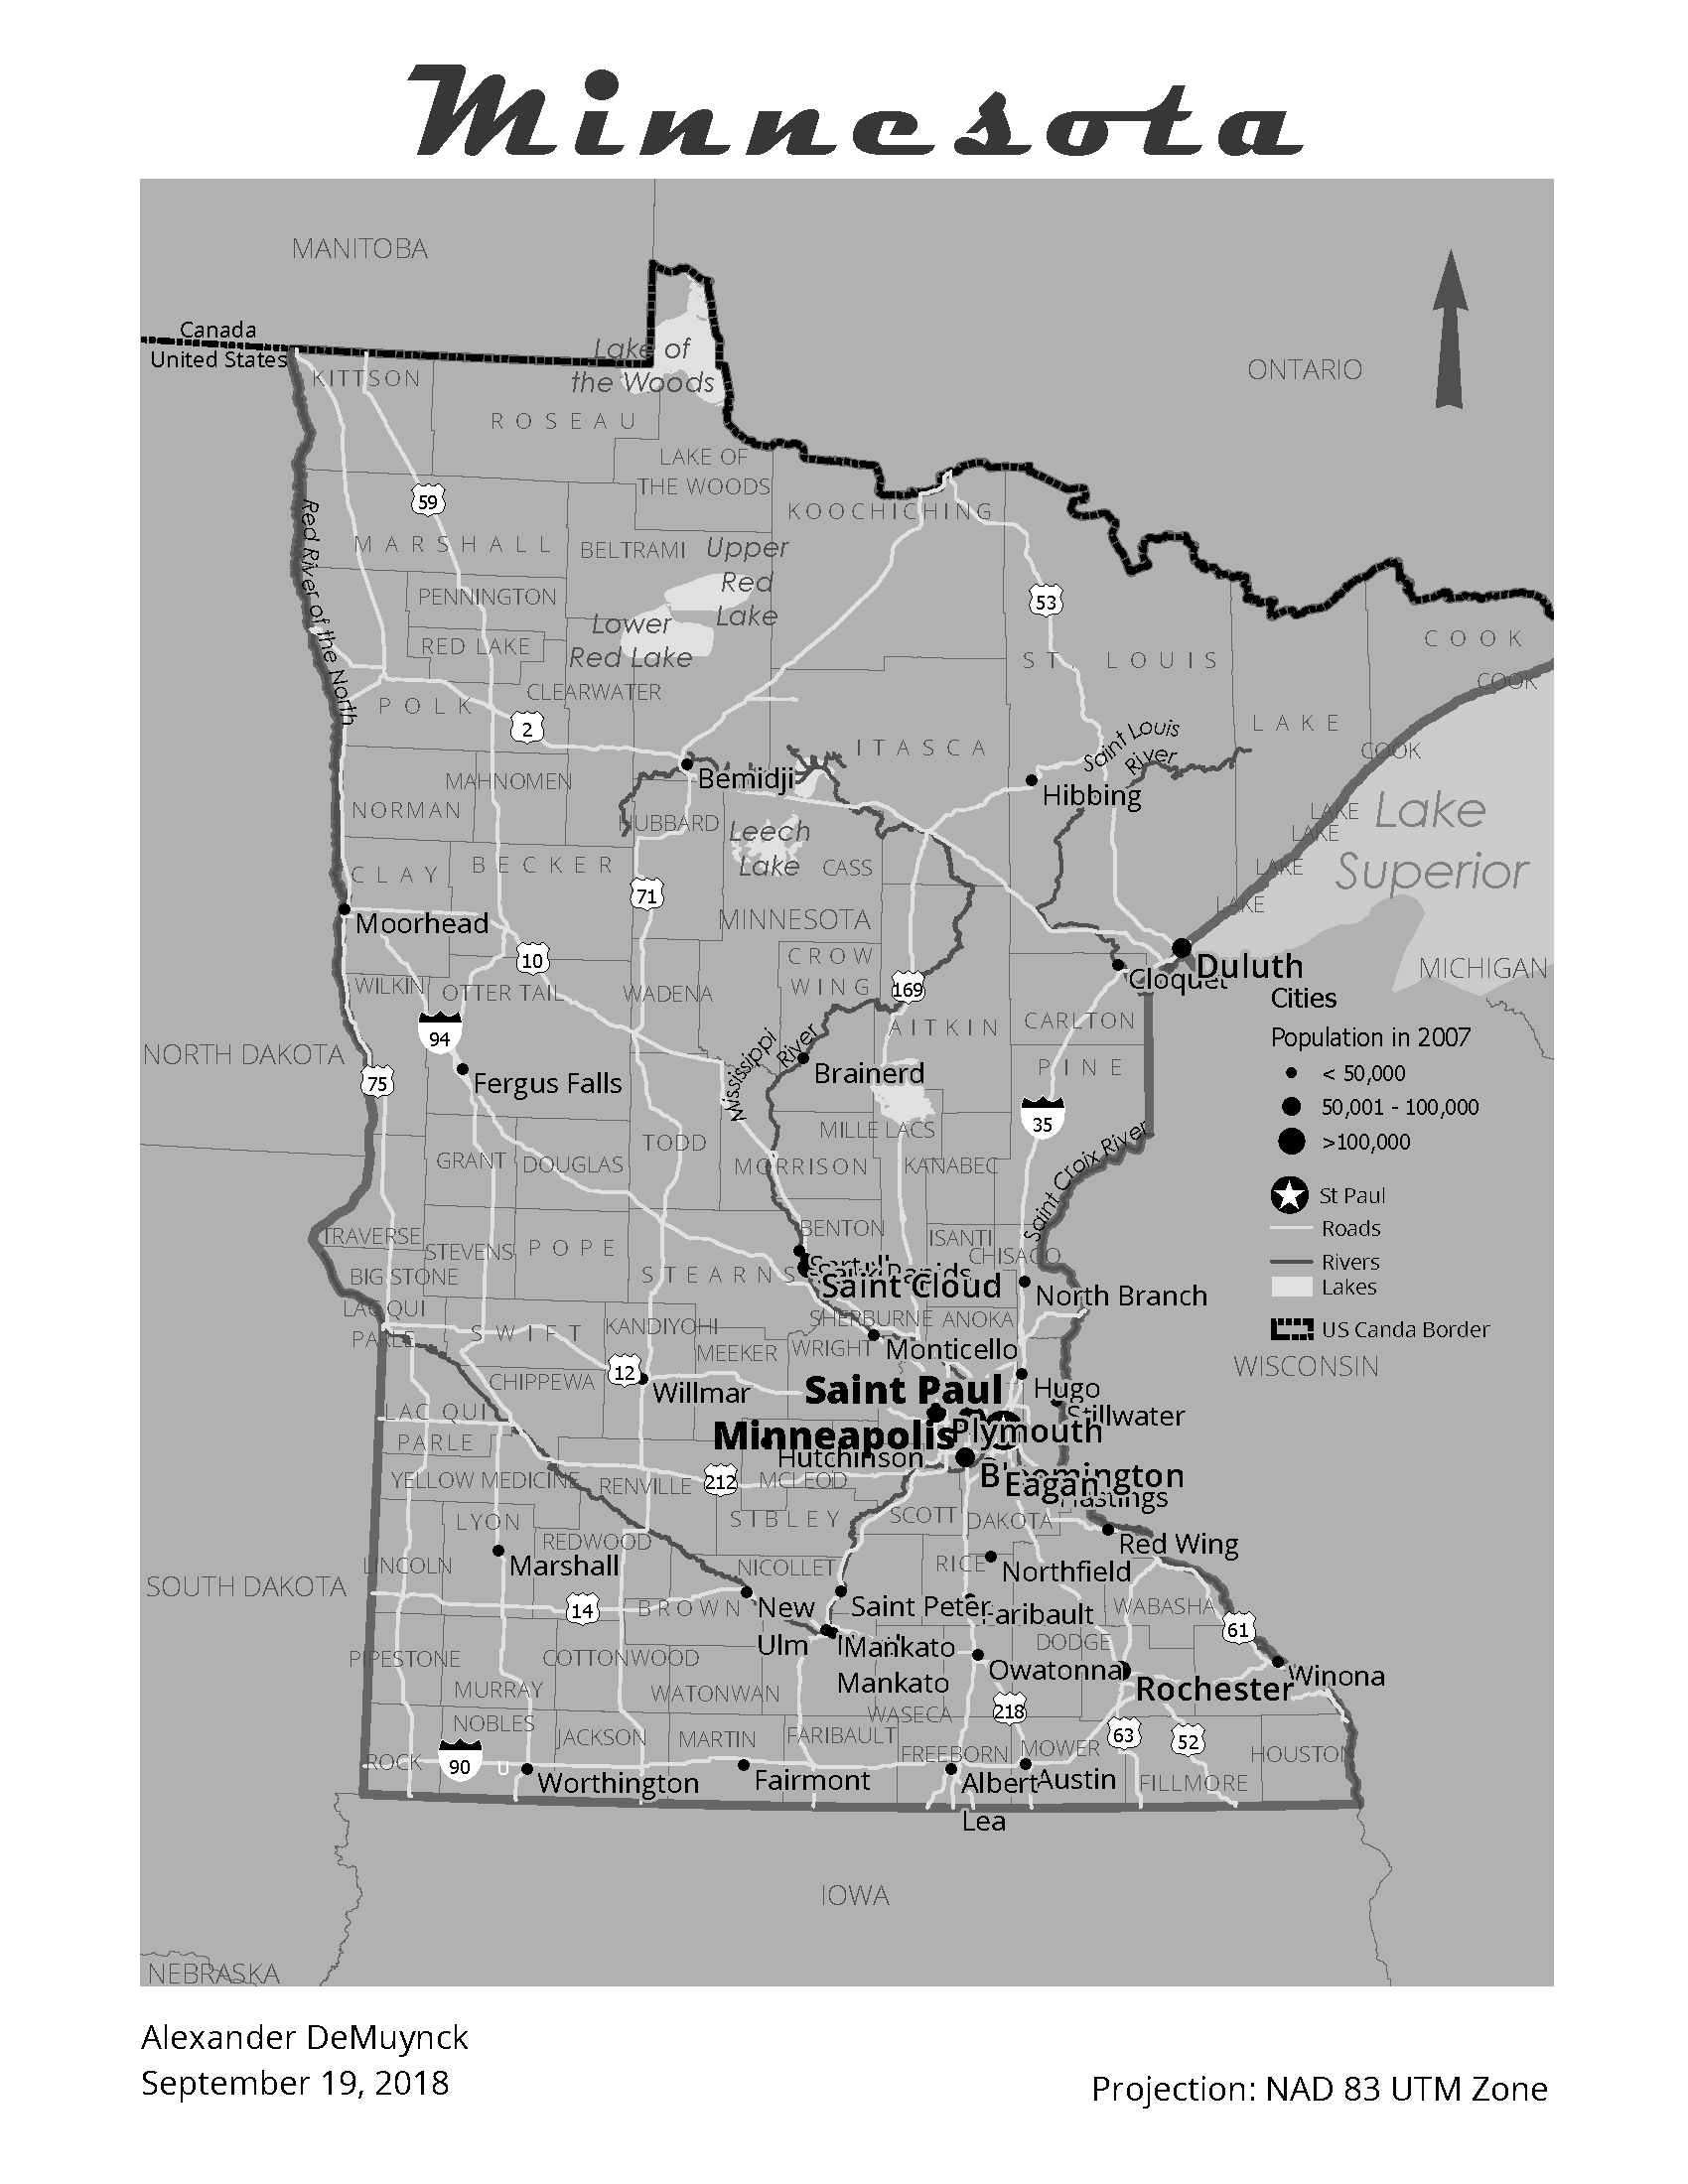 Minnesota
MANITOBA
Canada
United States
ONTARIO
Lake of
the Woods
KITTSON
ROSEAU
LAKE OF
THE WOODS
59
KOOCHICHING
Red River of the North
MARSHALL
BELTRAMI
Upper
Red
Lake
PENNINGTON
53
Lower
Red Lake
RED LAKE
COOK
ST. LOUIS
COOK
CLEARWATER
POLK
2
LAKE
Saint Louis
River
ITASCA
COOK
Bemidji
MAHNOMEN
Hibbing
NORMAN
HUBBARD
Leech
Lake
LAKE
LAKE
Lake
Superior
CLAY
BECKER
CASS
LAKE
71
LAKE
Moorhead
MINNESOTA
10
CROW
WING
Duluth
Cloquet
MICHIGAN
WILKIN
OTTER TAIL
WADENA
169
Cities
94
AITKIN
CARLTON
Population in 2007
NORTH DAKOTA
Mississippi
River
Brainerd
PINE
< 50,000
75
Fergus Falls
50,001 - 100,000
35
MILLE LACS
>100,000
TODD
GRANT
DOUGLAS
MORRISON
KANABEC
Saint Croix River
St Paul
Roads
TRAVERSE
STEVENS
POPE
BENTON
ISANTI
CHISAGO
Rivers
BIG STONE
STEARNS
Saint Cloud
Lakes
North Branch
LAC QUI
PARLE
SWIFT
KANDIYOHI
SHERBURNE
ANOKA
US Canda Border
MEEKER
WRIGHT
Monticello
WISCONSIN
12
CHIPPEWA
Willmar
Saint Paul
Hugo
Stillwater
LAC QUI
PARLE
Minneapolis
Plymouth
Hutchinson
YELLOW MEDICINE
RENVILLE
212
MCLEOD
Bloomington
Eagan
Hastings
LYON
SIBLEY
SCOTT
DAKOTA
REDWOOD
Red Wing
LINCOLN
Marshall
NICOLLET
RICE
Northfield
SOUTH DAKOTA
14
BROWN
New
Ulm
Saint Peter
Faribault
WABASHA
61
Mankato
Mankato
DODGE
PIPESTONE
COTTONWOOD
Owatonna
Winona
MURRAY
WATONWAN
Rochester
WASECA
218
NOBLES
JACKSON
MARTIN
FARIBAULT
63
52
ROCK
90
U
FREEBORN
MOWER
HOUSTON
Worthington
Fairmont
Albert
Lea
Austin
FILLMORE
IOWA
NEBRASKA
Alexander DeMuynck
September 19, 2018
Projection: NAD 83 UTM Zone